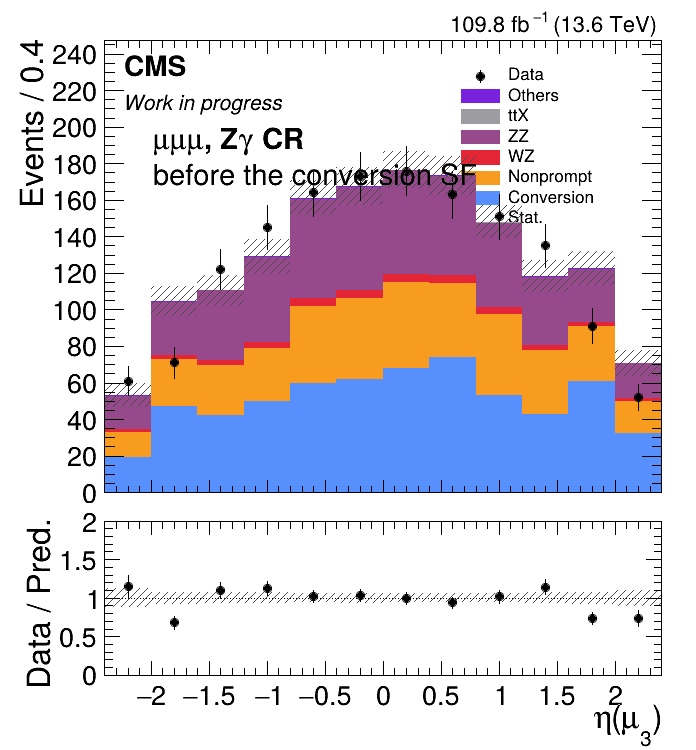 109.8 fb⁻¹ (13.6 TeV)
Events / 0.4
CMS
Work in progress
μμμ, Zγ CR
before the conversion SF
Data
Others
ttX
ZZ
WZ
Nonprompt
Conversion
Stat.
240
220
200
180
160
140
120
100
80
60
40
20
0
Data / Pred.
2
1.5
1
0.5
0
−2 −1.5 −1 −0.5 0 0.5 1 1.5 2
η(μ₃)